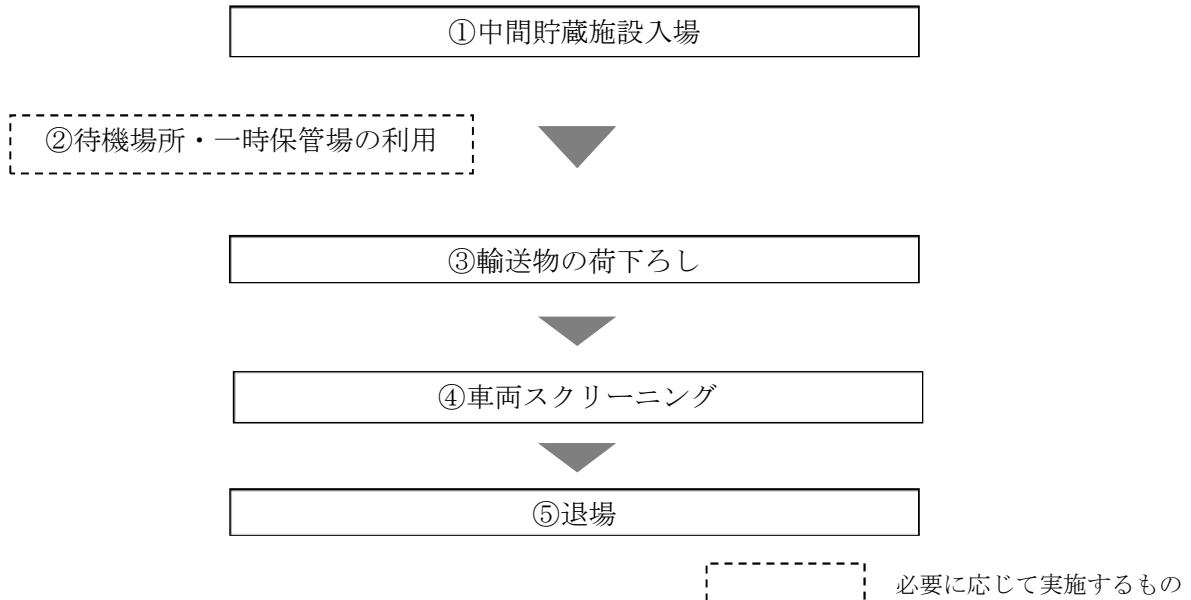 ①中間貯蔵施設入場
②待機場所・一時保管場の利用
③輸送物の荷下ろし
④車両スクリーニング
⑤退場
必要に応じて実施するもの